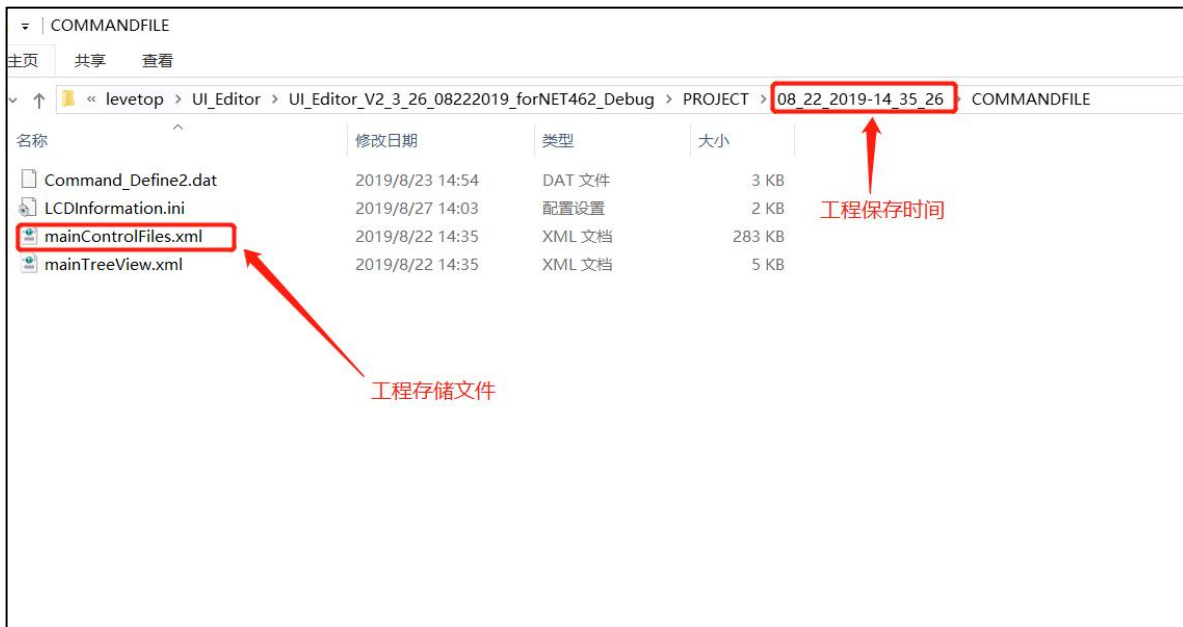 COMMANDFILE
主页 共享 查看
« levetop > UI_Editor > UI_Editor_V2_3_26_08222019_forNET462_Debug > PROJECT > 08_22_2019-14_35_26 > COMMANDFILE
名称 修改日期 类型 大小
Command_Define2.dat 2019/8/23 14:54 DAT 文件 3 KB
LCDInformation.ini 2019/8/27 14:03 配置设置 2 KB
工程保存时间
mainControlFiles.xml 2019/8/22 14:35 XML 文档 283 KB
mainTreeView.xml 2019/8/22 14:35 XML 文档 5 KB
工程存储文件